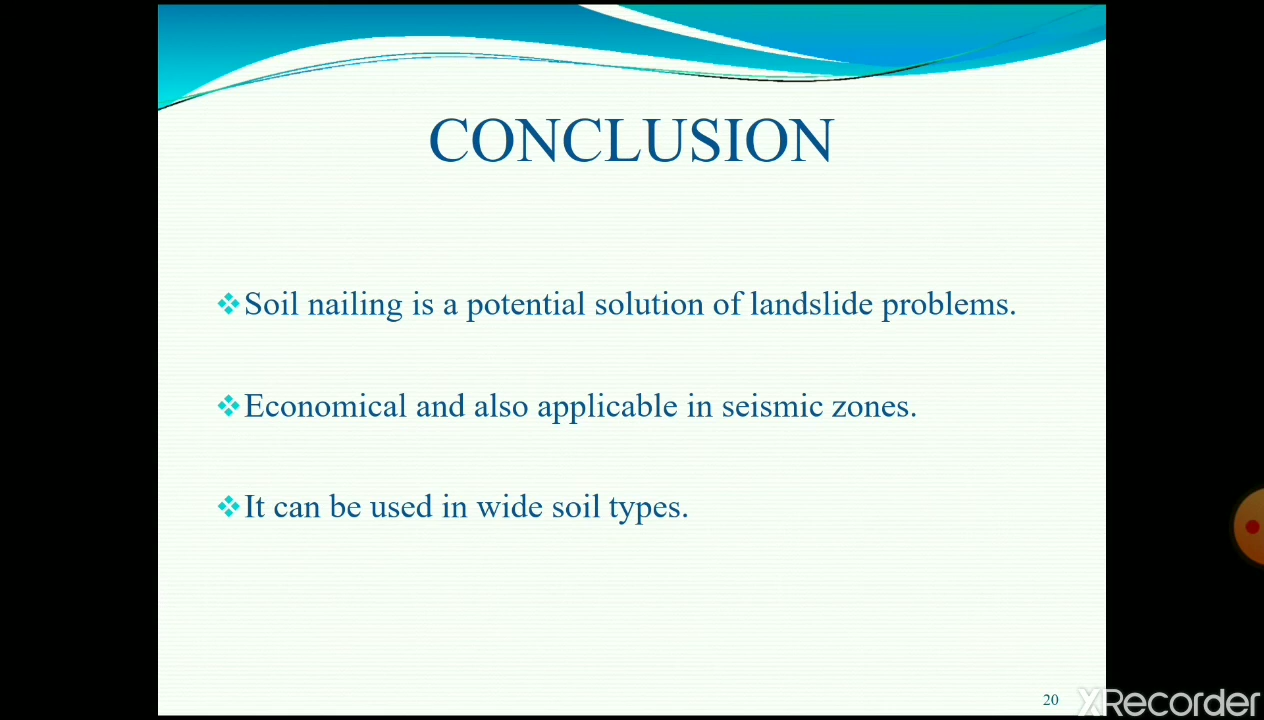 CONCLUSION
Soil nailing is a potential solution of landslide problems.
Economical and also applicable in seismic zones.
It can be used in wide soil types.
20
XRecorder